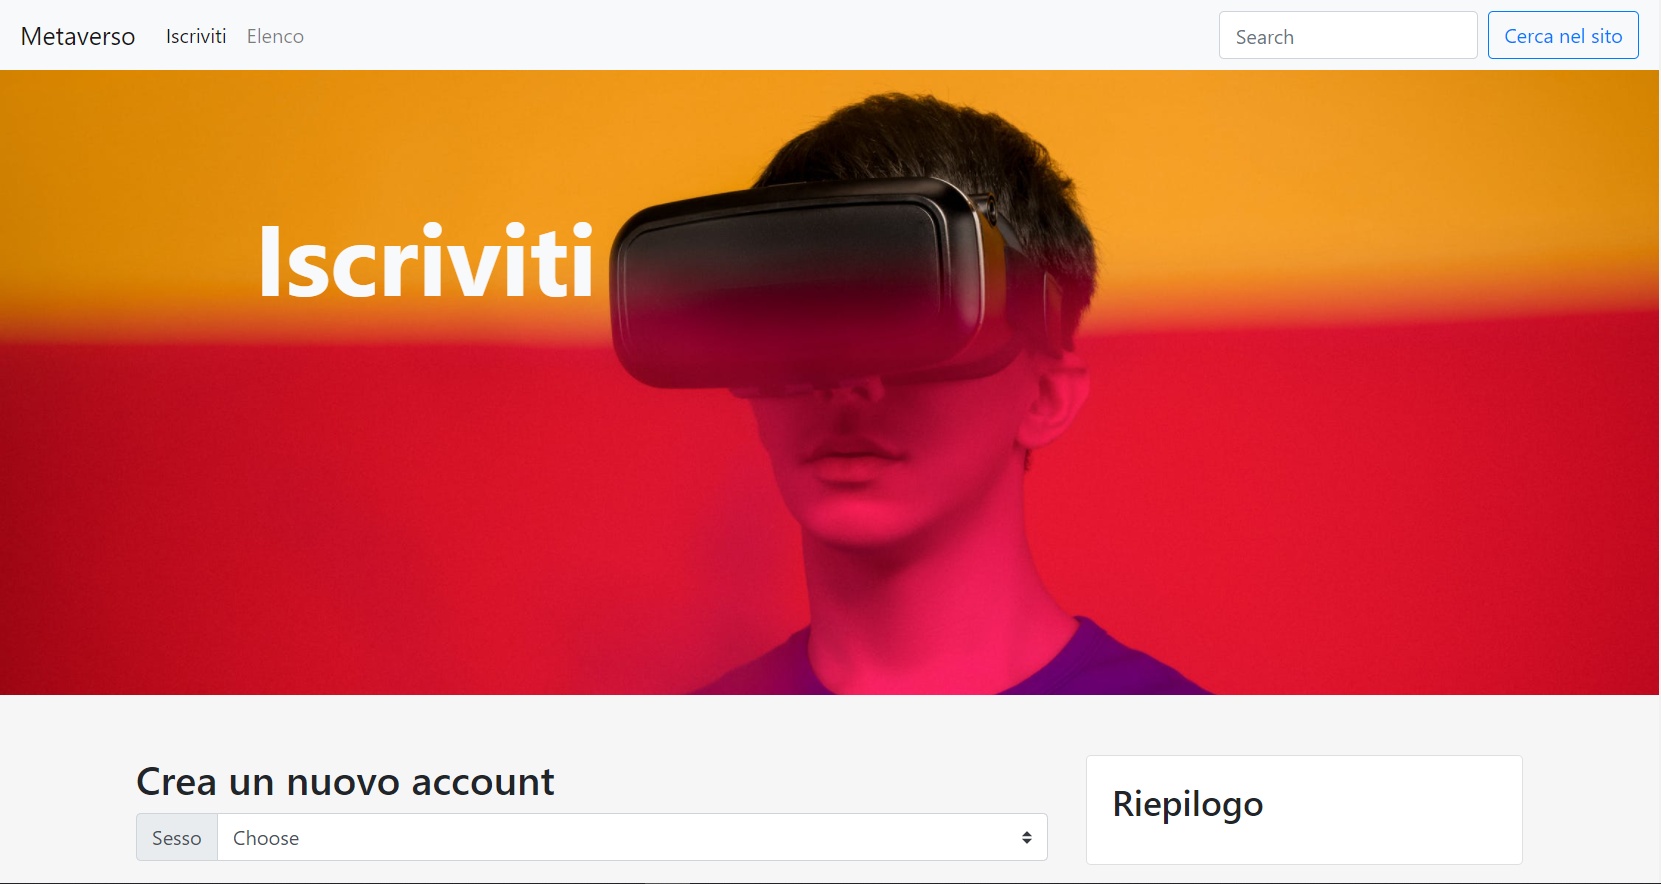 Metaverso Iscriviti Elenco Search Cerca nel sito
Iscriviti
Crea un nuovo account
Sesso Choose
Riepilogo